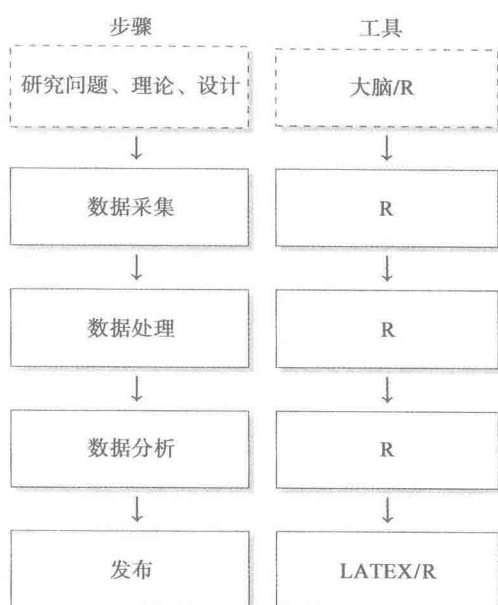 步骤 工具
研究问题、理论、设计 大脑/R
数据采集 R
数据处理 R
数据分析 R
发布 LATEX/R